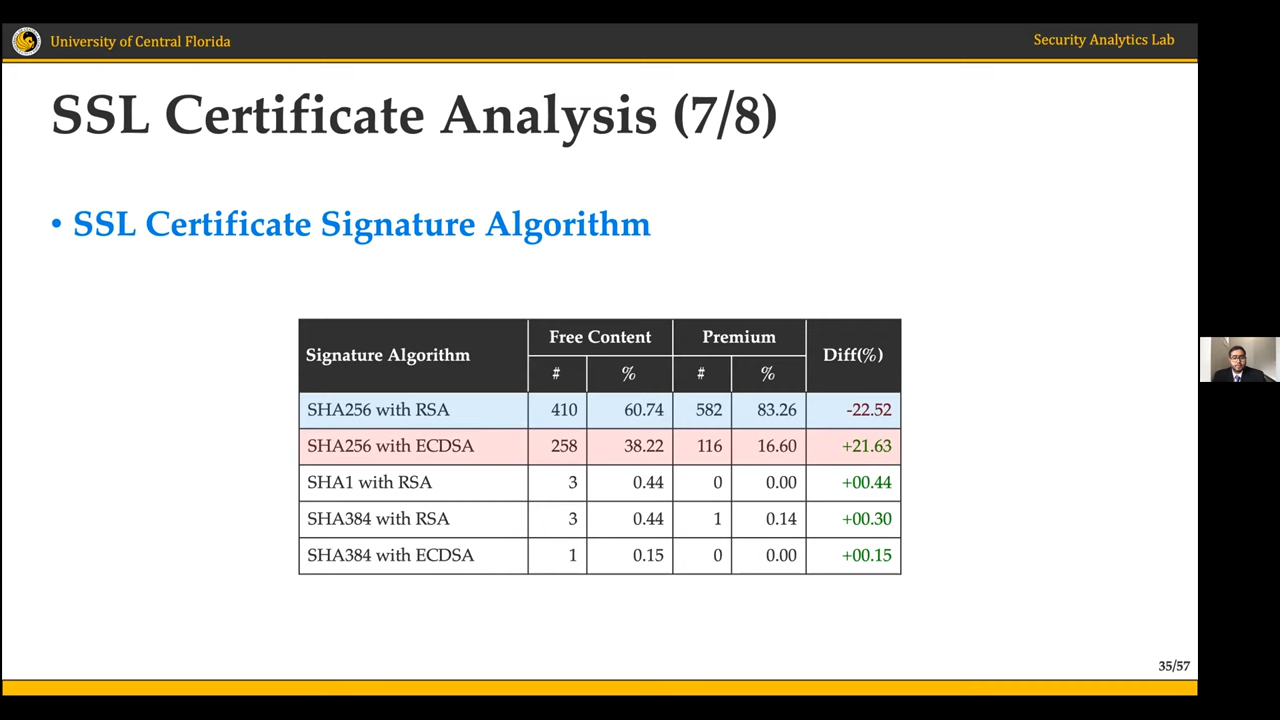 University of Central Florida
Security Analytics Lab
SSL Certificate Analysis (7/8)
• SSL Certificate Signature Algorithm
Signature Algorithm Free Content Premium Diff(%)
# % # %
SHA256 with RSA 410 60.74 582 83.26 -22.52
SHA256 with ECDSA 258 38.22 116 16.60 +21.63
SHA1 with RSA 3 0.44 0 0.00 +00.44
SHA384 with RSA 3 0.44 1 0.14 +00.30
SHA384 with ECDSA 1 0.15 0 0.00 +00.15
35/57